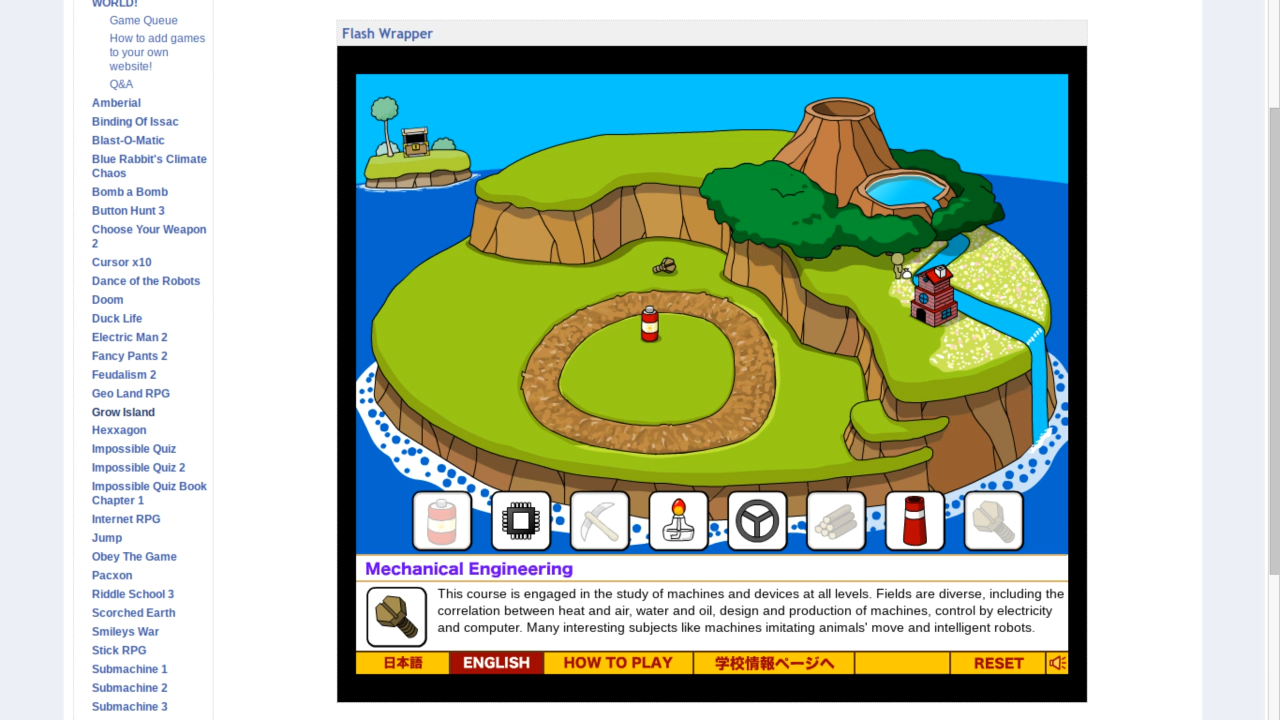 WORLD!
Game Queue
How to add games
to your own
website!
Q&A
Amberial
Binding Of Issac
Blast-O-Matic
Blue Rabbit's Climate
Chaos
Bomb a Bomb
Button Hunt 3
Choose Your Weapon
2
Cursor x10
Dance of the Robots
Doom
Duck Life
Electric Man 2
Fancy Pants 2
Feudalism 2
Geo Land RPG
Grow Island
Hexxagon
Impossible Quiz
Impossible Quiz 2
Impossible Quiz Book
Chapter 1
Internet RPG
Jump
Obey The Game
Pacxon
Riddle School 3
Scorched Earth
Smileys War
Stick RPG
Submachine 1
Submachine 2
Submachine 3
Flash Wrapper
Mechanical Engineering
This course is engaged in the study of machines and devices at all levels. Fields are diverse, including the
correlation between heat and air, water and oil, design and production of machines, control by electricity
and computer. Many interesting subjects like machines imitating animals' move and intelligent robots.
日本語 ENGLISH HOW TO PLAY 学校情報ページへ RESET